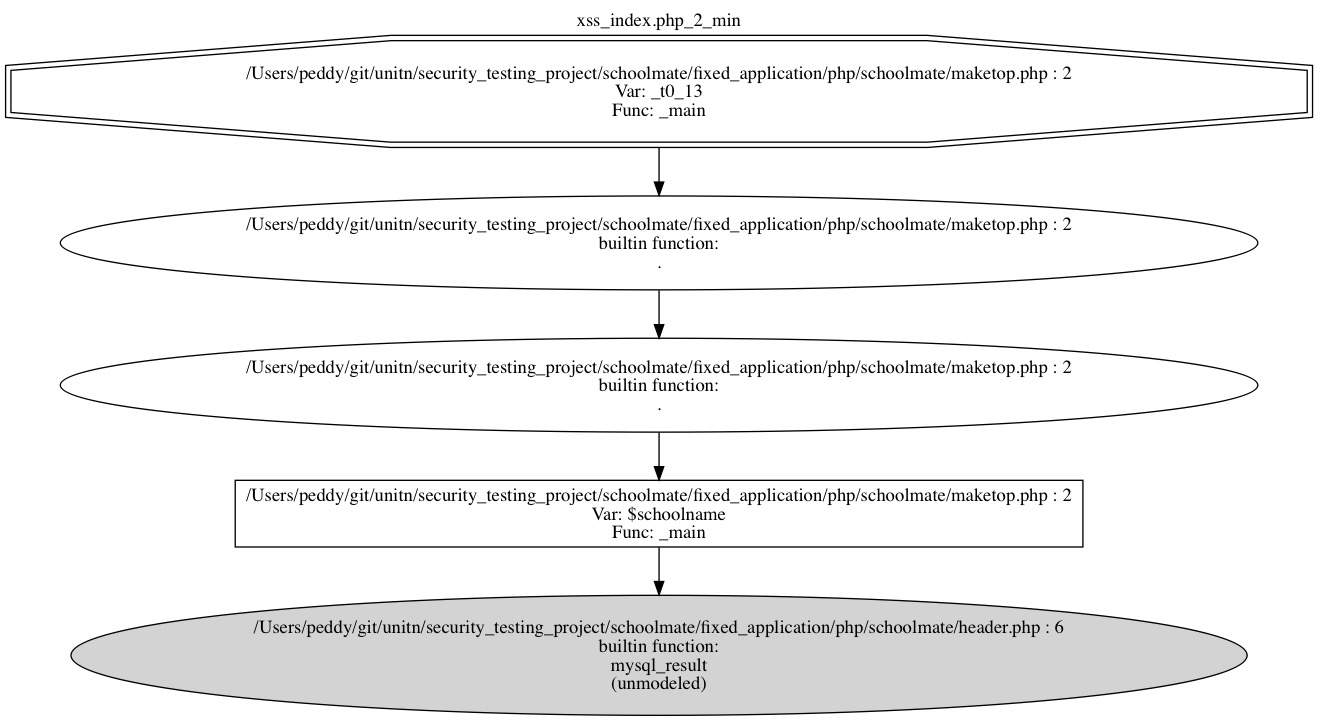 xss_index.php_2_min
/Users/peddy/git/unitn/security_testing_project/schoolmate/fixed_application/php/schoolmate/maketop.php : 2
Var: _t0_13
Func: _main
/Users/peddy/git/unitn/security_testing_project/schoolmate/fixed_application/php/schoolmate/maketop.php : 2
builtin function:
.
/Users/peddy/git/unitn/security_testing_project/schoolmate/fixed_application/php/schoolmate/maketop.php : 2
builtin function:
.
/Users/peddy/git/unitn/security_testing_project/schoolmate/fixed_application/php/schoolmate/maketop.php : 2
Var: $schoolname
Func: _main
/Users/peddy/git/unitn/security_testing_project/schoolmate/fixed_application/php/schoolmate/header.php : 6
builtin function:
mysql_result
(unmodeled)